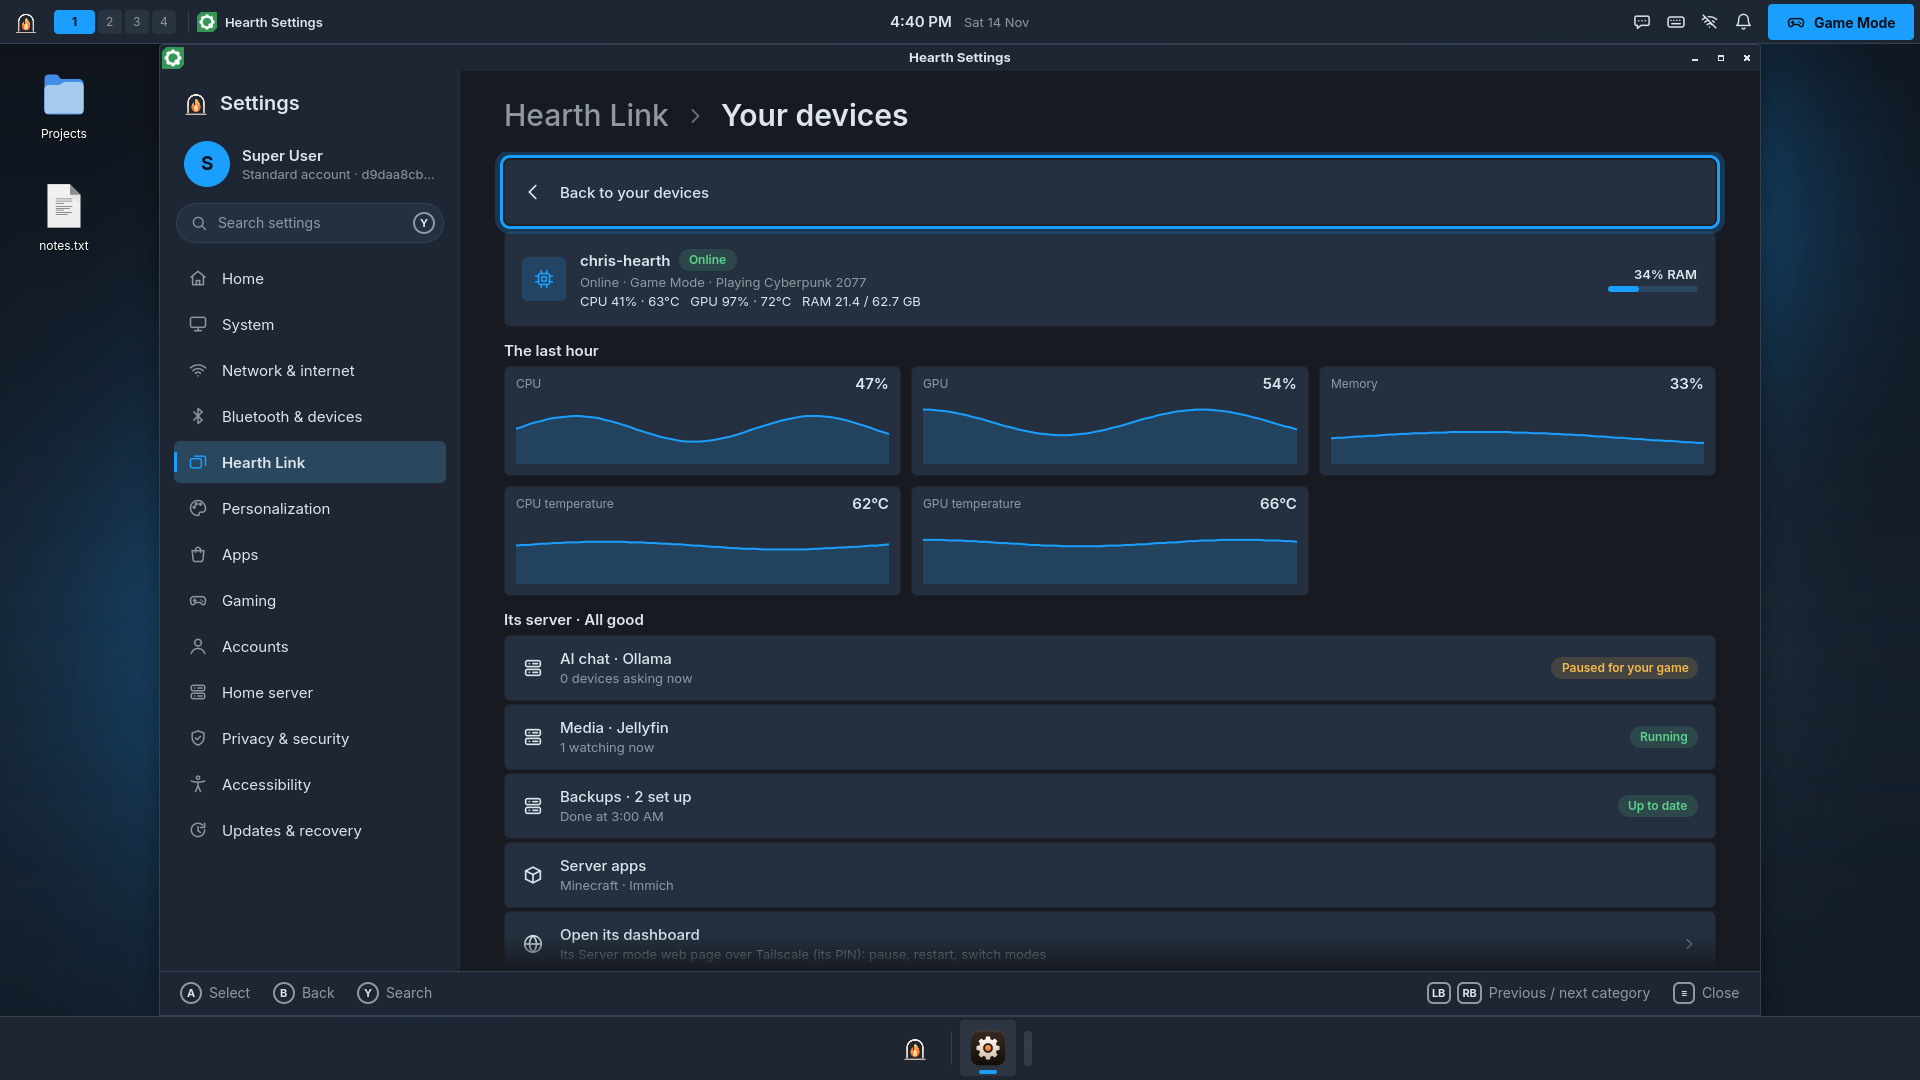 1
2
3
4
Hearth Settings
4:40 PM
Sat 14 Nov
Game Mode
Hearth Settings
Projects
notes.txt
Settings
S
Super User
Standard account · d9daa8cb...
Search settings
Y
Home
System
Network & internet
Bluetooth & devices
Hearth Link
Personalization
Apps
Gaming
Accounts
Home server
Privacy & security
Accessibility
Updates & recovery
Hearth Link > Your devices
Back to your devices
chris-hearth Online
Online · Game Mode · Playing Cyberpunk 2077
CPU 41% · 63°C GPU 97% · 72°C RAM 21.4 / 62.7 GB
34% RAM
The last hour
CPU 47%
GPU 54%
Memory 33%
CPU temperature 62°C
GPU temperature 66°C
Its server · All good
AI chat · Ollama
0 devices asking now
Paused for your game
Media · Jellyfin
1 watching now
Running
Backups · 2 set up
Done at 3:00 AM
Up to date
Server apps
Minecraft · Immich
Open its dashboard
Its Server mode web page over Tailscale (its PIN): pause, restart, switch modes
A Select
B Back
Y Search
LB RB Previous / next category
Close